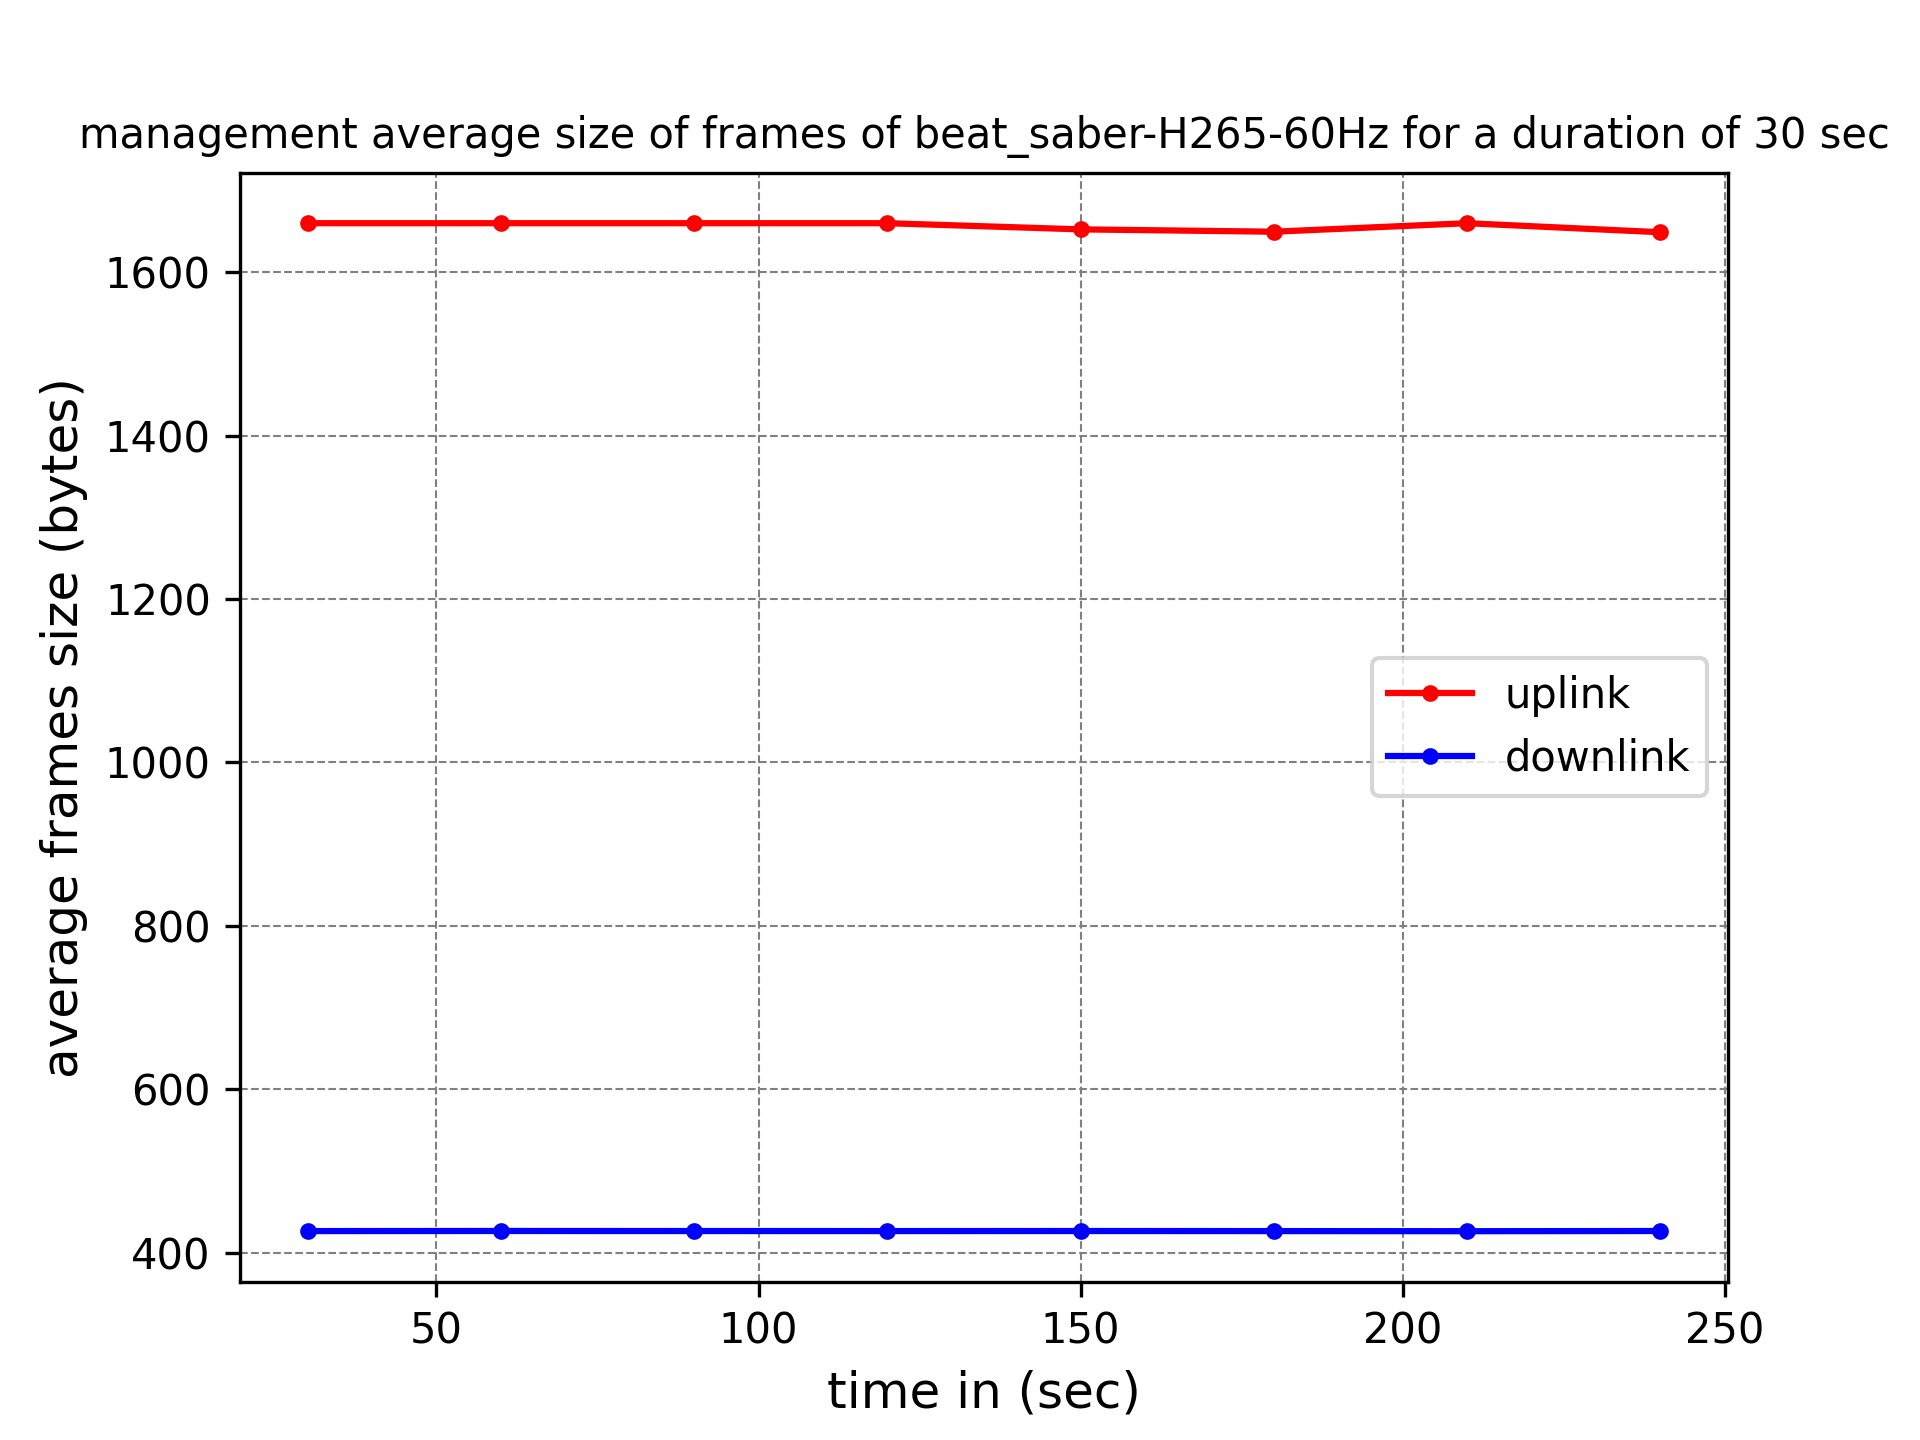 management average size of frames of beat_saber-H265-60Hz for a duration of 30 sec
average frames size (bytes)
1600
1400
1200
1000
800
600
400
uplink
downlink
50 100 150 200 250
time in (sec)